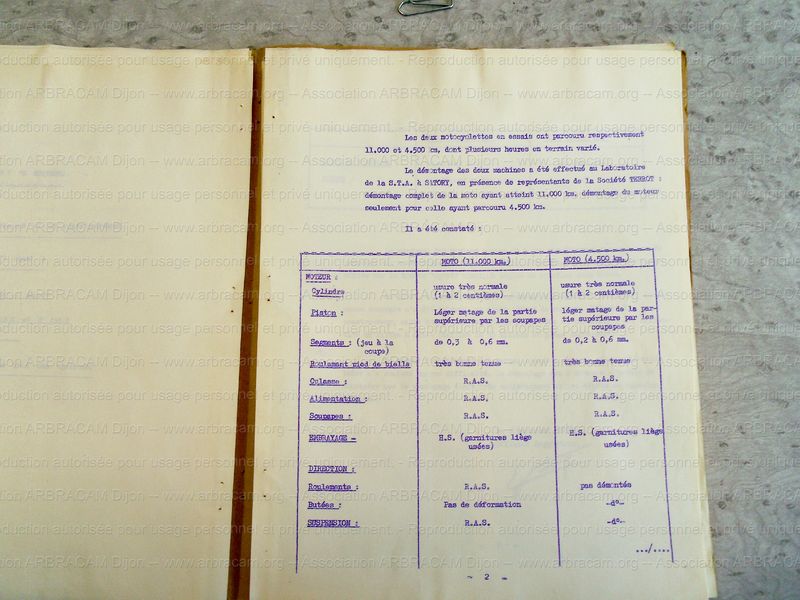 Les deux motocyclettes en essais ont parcouru respectivement
11.000 et 4.500 km, dont plusieurs heures en terrain varié.
Le démontage des deux machines a été effectué au Laboratoire
de la S.T.A. à SATORY, en présence de représentants de la Société TERROT :
démontage complet de la moto ayant atteint 11.000 km. démontage du moteur
seulement pour celle ayant parcouru 4.500 km.
Il a été constaté :
MOTO (11.000 km.) MOTO (4.500 km.)
MOTEUR :
Cylindre usure très normale usure très normale
(1 à 2 centièmes) (1 à 2 centièmes)
Piston : Léger matage de la partie léger matage de la par-
supérieure par les soupapes tie supérieure par les
soupapes
Segments : (jeu à la de 0,3 à 0,6 mm. de 0,2 à 0,6 mm.
coupe)
Roulement pied de bielle très bonne tenue très bonne tenue
Culasse : R.A.S. R.A.S.
Alimentation : R.A.S. R.A.S.
Soupapes : R.A.S. R.A.S.
EMBRAYAGE - H.S. (garnitures liège H.S. (garnitures liège
usées) usées)
DIRECTION :
Roulements : R.A.S. pas démontés
Butées : Pas de déformation -d°-
SUSPENSION : R.A.S. -d°-
.../....
- 2 -
Association ARBRACAM Dijon -- www.arbracam.org -- Reproduction autorisée pour usage personnel et privé uniquement.